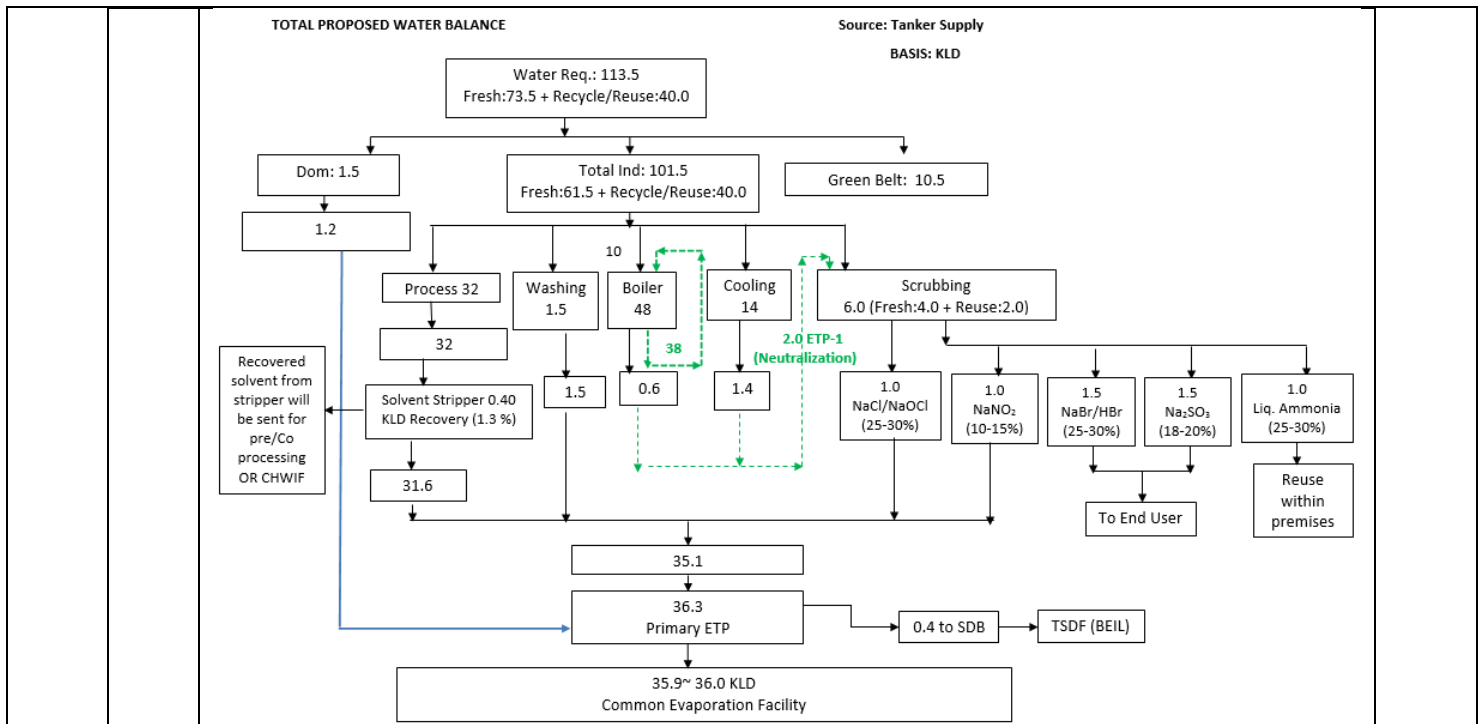 TOTAL PROPOSED WATER BALANCE
Source: Tanker Supply
BASIS: KLD
Water Req.: 113.5
Fresh:73.5 + Recycle/Reuse:40.0
Dom: 1.5
Total Ind: 101.5
Fresh:61.5 + Recycle/Reuse:40.0
Green Belt: 10.5
1.2
10
Process 32
Washing
1.5
Boiler
48
Cooling
14
Scrubbing
6.0 (Fresh:4.0 + Reuse:2.0)
32
38
2.0 ETP-1
(Neutralization)
Recovered
solvent from
stripper will
be sent for
pre/Co
processing
OR CHWIF
Solvent Stripper 0.40
KLD Recovery (1.3 %)
1.5
0.6
1.4
1.0
NaCl/NaOCl
(25-30%)
1.0
NaNO₂
(10-15%)
1.5
NaBr/HBr
(25-30%)
1.5
Na₂SO₃
(18-20%)
1.0
Liq. Ammonia
(25-30%)
31.6
To End User
Reuse
within
premises
35.1
36.3
Primary ETP
0.4 to SDB
TSDF (BEIL)
35.9~ 36.0 KLD
Common Evaporation Facility